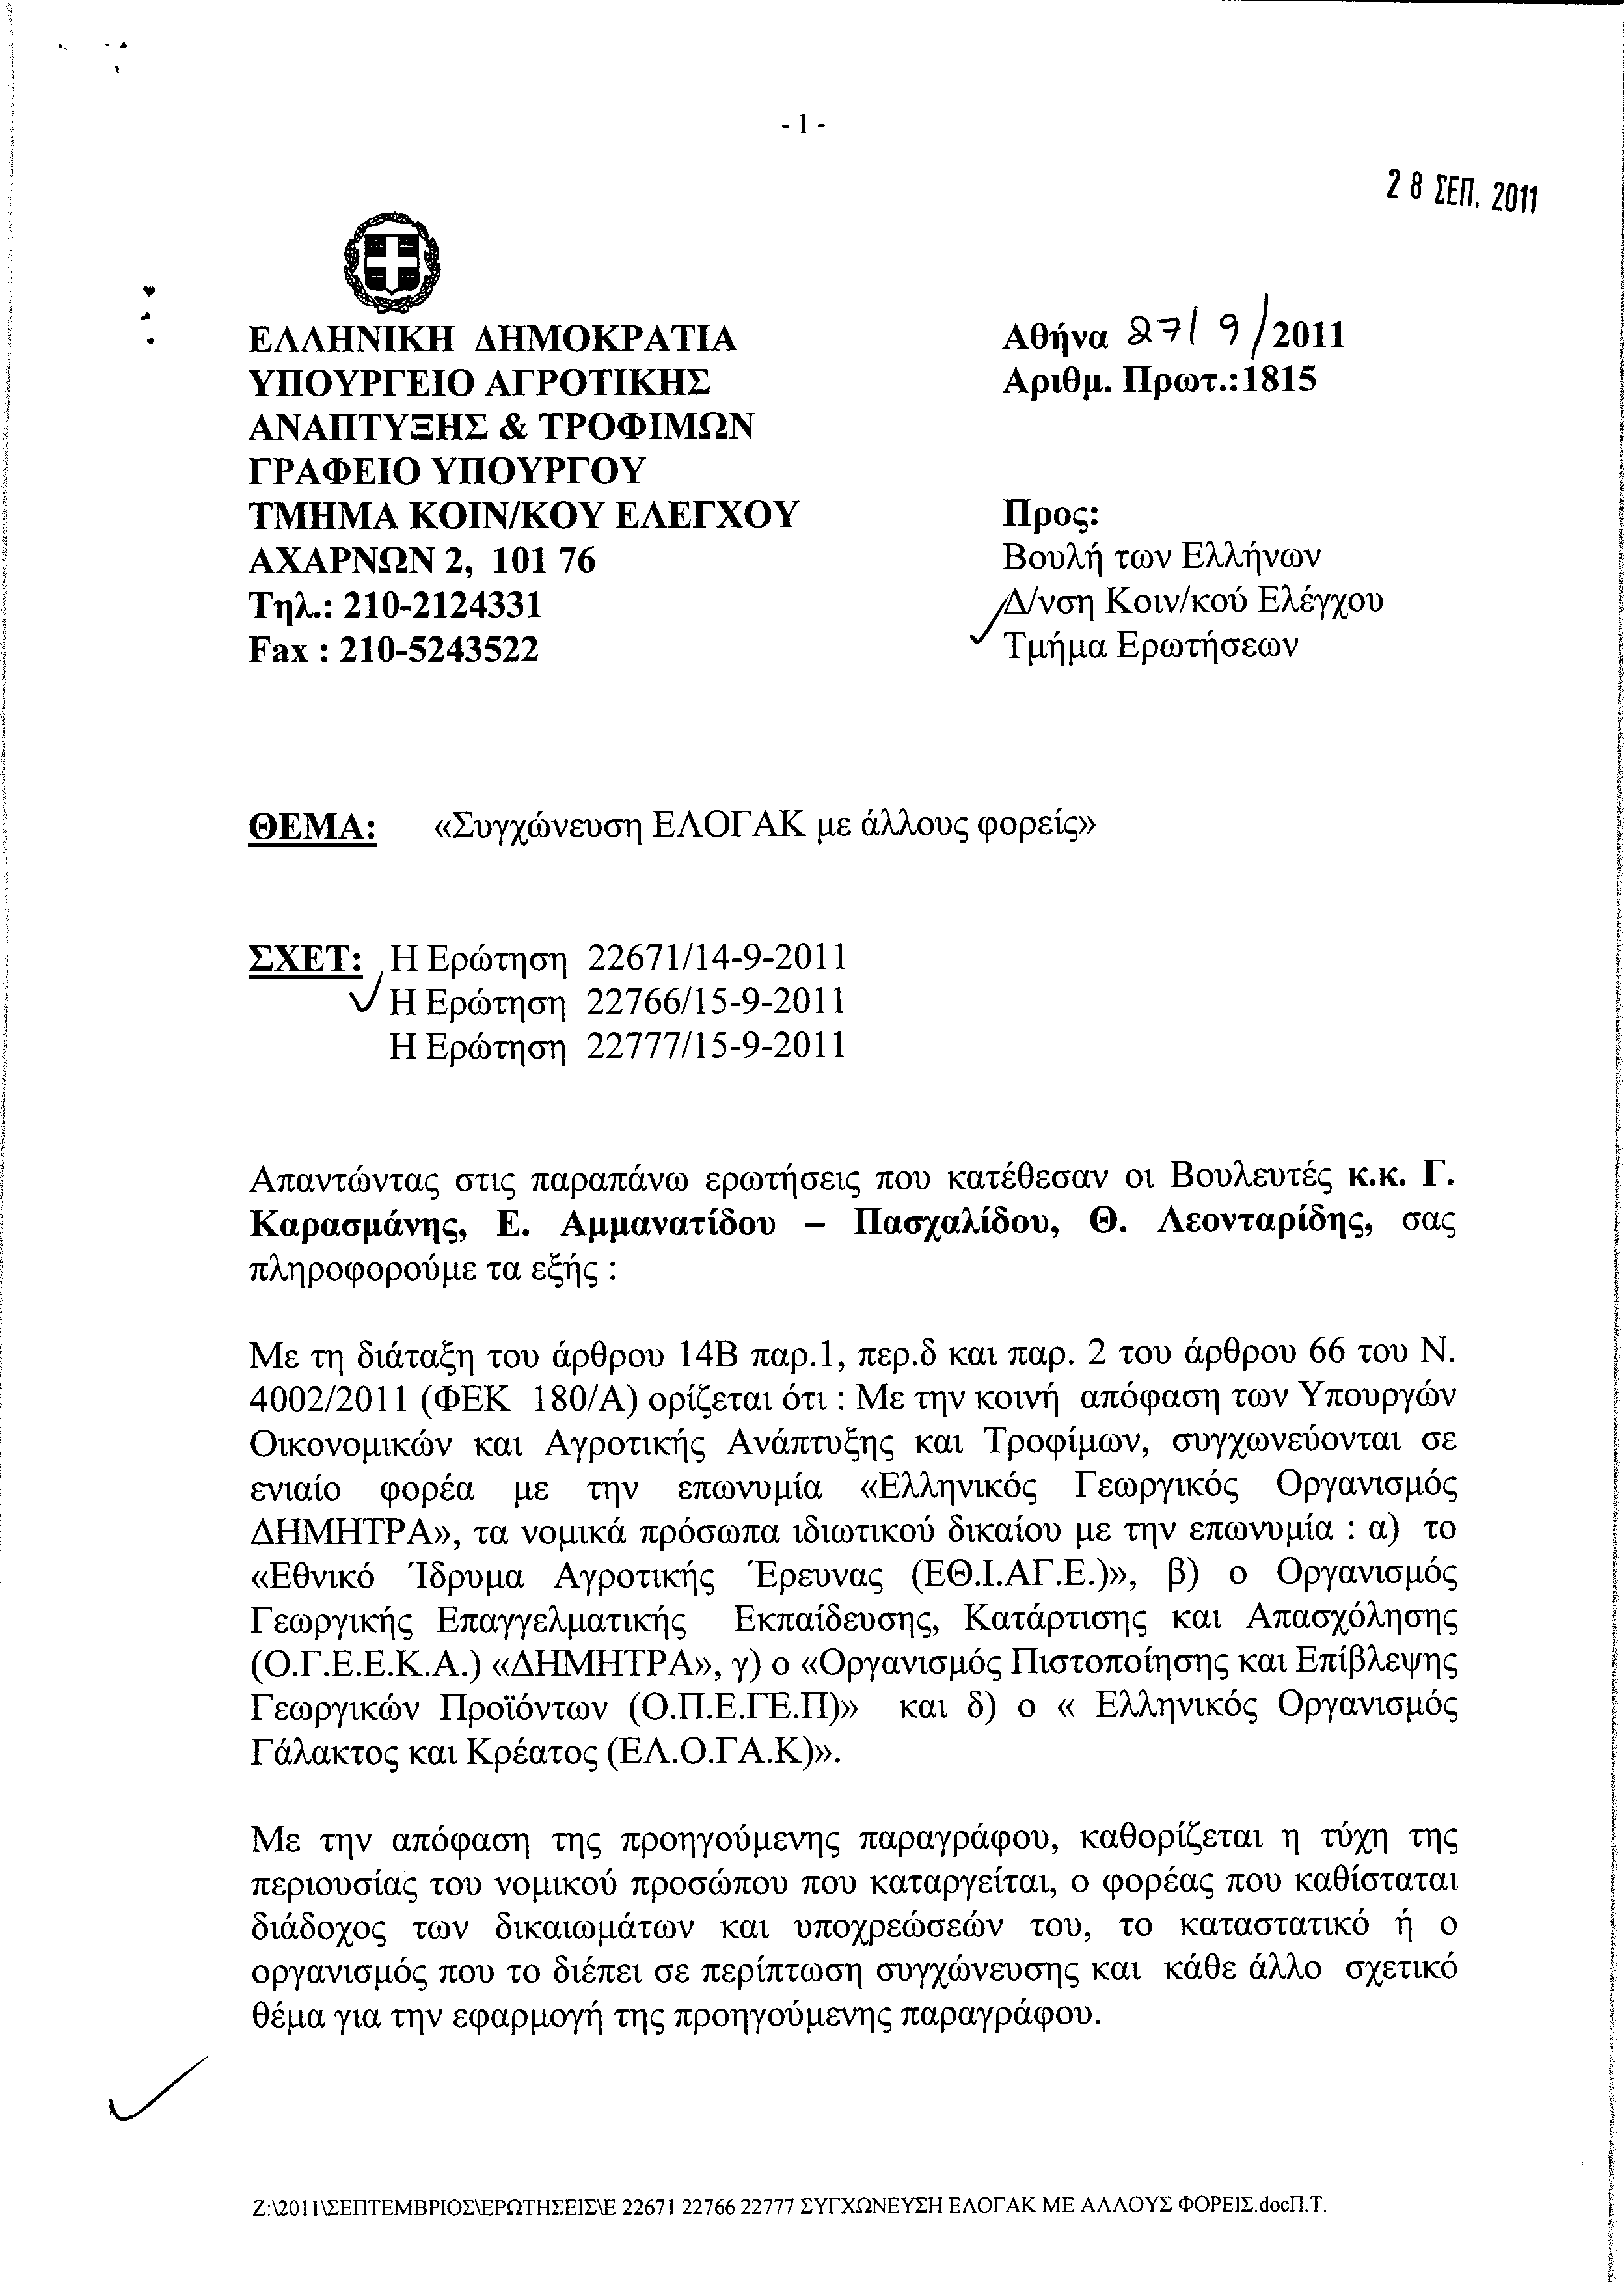 - 1 -
28 ΣΕΠ. 2011
ΕΛΛΗΝΙΚΗ ΔΗΜΟΚΡΑΤΙΑ
ΥΠΟΥΡΓΕΙΟ ΑΓΡΟΤΙΚΗΣ
ΑΝΑΠΤΥΞΗΣ & ΤΡΟΦΙΜΩΝ
ΓΡΑΦΕΙΟ ΥΠΟΥΡΓΟΥ
ΤΜΗΜΑ ΚΟΙΝ/ΚΟΥ ΕΛΕΓΧΟΥ
ΑΧΑΡΝΩΝ 2, 101 76
Τηλ.: 210-2124331
Fax : 210-5243522
Αθήνα 27/ 9 /2011
Αριθμ. Πρωτ.:1815
Προς:
Βουλή των Ελλήνων
Δ/νση Κοιν/κού Ελέγχου
Τμήμα Ερωτήσεων
ΘΕΜΑ: «Συγχώνευση ΕΛΟΓΑΚ με άλλους φορείς»
ΣΧΕΤ: Η Ερώτηση 22671/14-9-2011
Η Ερώτηση 22766/15-9-2011
Η Ερώτηση 22777/15-9-2011
Απαντώντας στις παραπάνω ερωτήσεις που κατέθεσαν οι Βουλευτές κ.κ. Γ.
Καρασμάνης, Ε. Αμμανατίδου – Πασχαλίδου, Θ. Λεονταρίδης, σας
πληροφορούμε τα εξής :
Με τη διάταξη του άρθρου 14Β παρ.1, περ.δ και παρ. 2 του άρθρου 66 του Ν.
4002/2011 (ΦΕΚ 180/Α) ορίζεται ότι : Με την κοινή απόφαση των Υπουργών
Οικονομικών και Αγροτικής Ανάπτυξης και Τροφίμων, συγχωνεύονται σε
ενιαίο φορέα με την επωνυμία «Ελληνικός Γεωργικός Οργανισμός
ΔΗΜΗΤΡΑ», τα νομικά πρόσωπα ιδιωτικού δικαίου με την επωνυμία : α) το
«Εθνικό Ίδρυμα Αγροτικής Έρευνας (ΕΘ.Ι.ΑΓ.Ε.)», β) ο Οργανισμός
Γεωργικής Επαγγελματικής Εκπαίδευσης, Κατάρτισης και Απασχόλησης
(Ο.Γ.Ε.Ε.Κ.Α.) «ΔΗΜΗΤΡΑ», γ) ο «Οργανισμός Πιστοποίησης και Επίβλεψης
Γεωργικών Προϊόντων (Ο.Π.Ε.ΓΕ.Π)» και δ) ο « Ελληνικός Οργανισμός
Γάλακτος και Κρέατος (ΕΛ.Ο.ΓΑ.Κ)».
Με την απόφαση της προηγούμενης παραγράφου, καθορίζεται η τύχη της
περιουσίας του νομικού προσώπου που καταργείται, ο φορέας που καθίσταται
διάδοχος των δικαιωμάτων και υποχρεώσεών του, το καταστατικό ή ο
οργανισμός που το διέπει σε περίπτωση συγχώνευσης και κάθε άλλο σχετικό
θέμα για την εφαρμογή της προηγούμενης παραγράφου.
Z:\2011\ΣΕΠΤΕΜΒΡΙΟΣ\ΕΡΩΤΗΣΕΙΣ\Ε 22671 22766 22777 ΣΥΓΧΩΝΕΥΣΗ ΕΛΟΓΑΚ ΜΕ ΑΛΛΟΥΣ ΦΟΡΕΙΣ.docΠ.Τ.